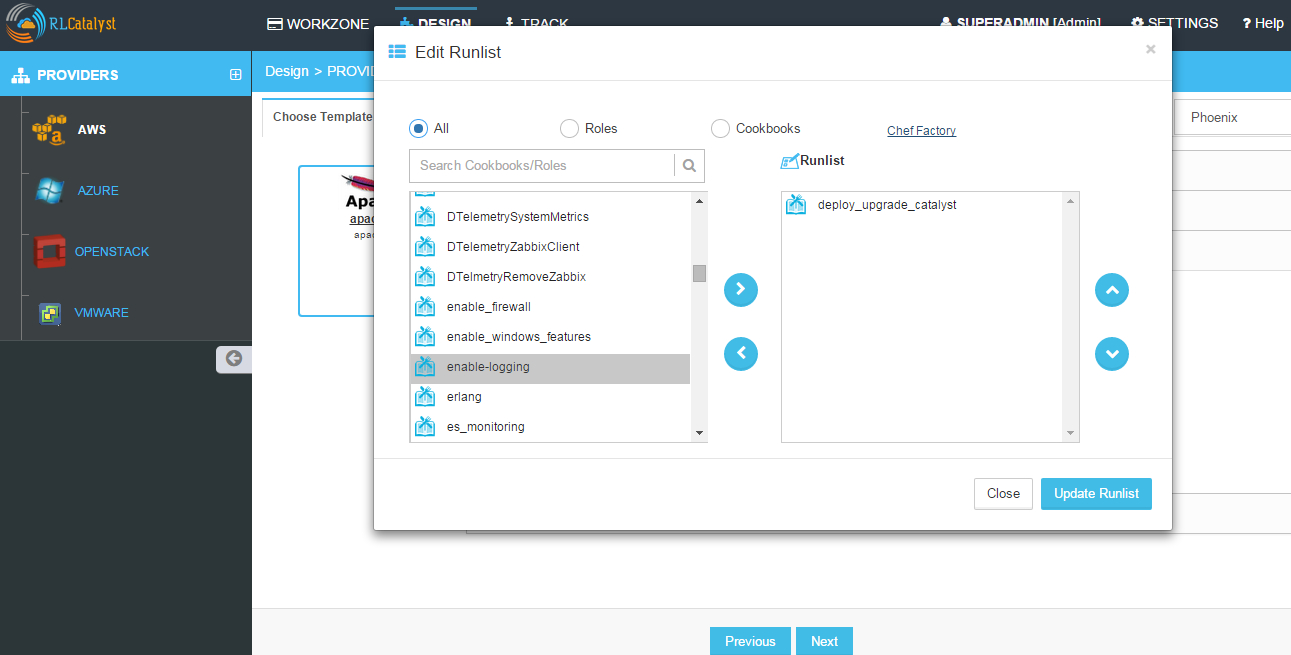 RLCatalyst
WORKZONE
DESIGN
TRACK
SUPERADMIN [Admin]
SETTINGS
? Help
PROVIDERS
AWS
AZURE
OPENSTACK
VMWARE
Design > PROVID
Choose Template
Phoenix
Apa
apac
apac
Edit Runlist
×
All
Roles
Cookbooks
Chef Factory
Search Cookbooks/Roles
Runlist
DTelemetrySystemMetrics
DTelemetryZabbixClient
DTelmetryRemoveZabbix
enable_firewall
enable_windows_features
enable-logging
erlang
es_monitoring
deploy_upgrade_catalyst
Close
Update Runlist
Previous
Next